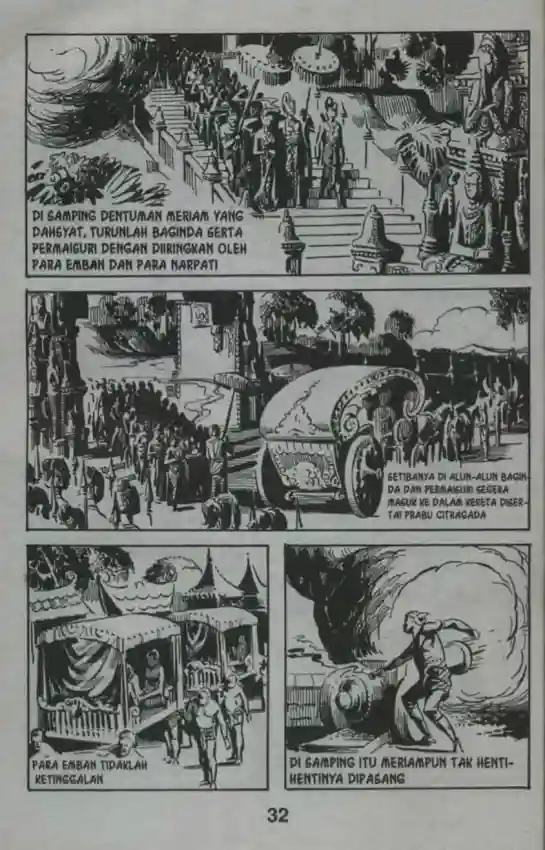 DI SAMPING DENTUMAN MERIAM YANG
DAHSYAT, TURUNLAH BAGINDA SERTA
PERMAISURI DENGAN DIIRINGKAN OLEH
PARA EMBAN DAN PARA NARPATI
SETIBANYA DI ALUN-ALUN BAGIN-
DA DAN PERMAISURI SEGERA
MASUK KE DALAM KERETA DISER-
TAI PRABU CITRAGADA
PARA EMBAN TIDAKLAH
KETINGGALAN
DI SAMPING ITU MERIAMPUN TAK HENTI-
HENTINYA DIPASANG
32